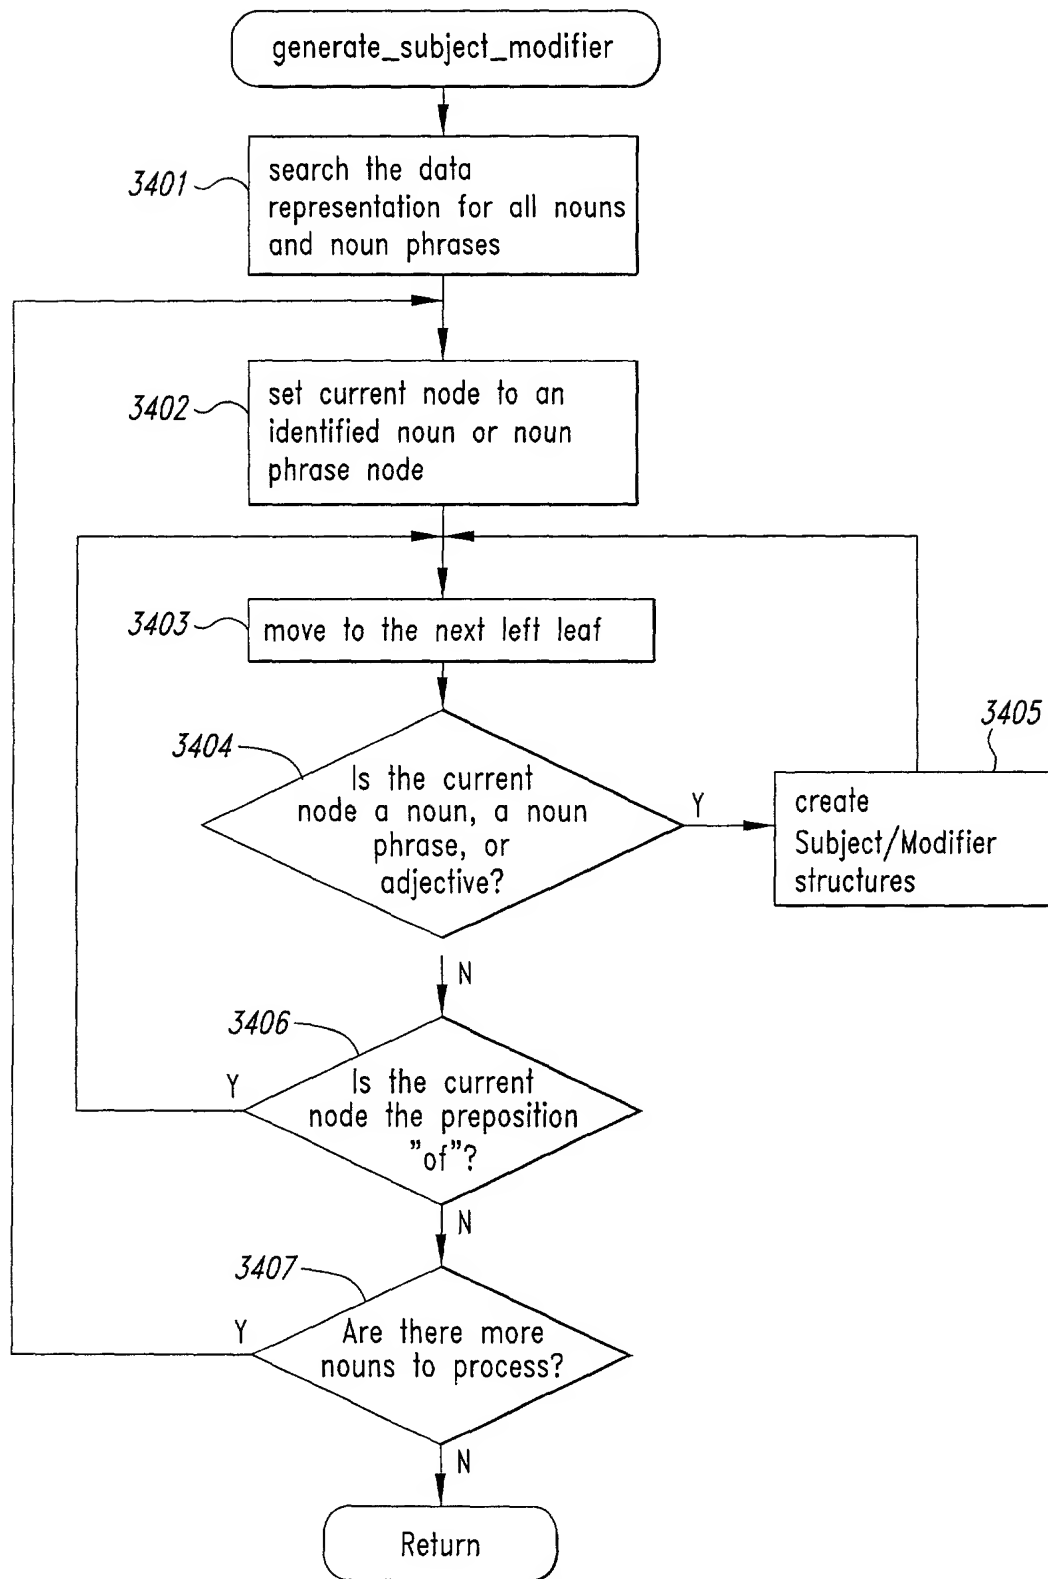 generate_subject_modifier
3401
search the data
representation for all nouns
and noun phrases
3402
set current node to an
identified noun or noun
phrase node
3403
move to the next left leaf
3404
Is the current
node a noun, a noun
phrase, or
adjective?
Y
3405
create
Subject/Modifier
structures
N
3406
Is the current
node the preposition
"of"?
Y
N
3407
Are there more
nouns to process?
Y
N
Return